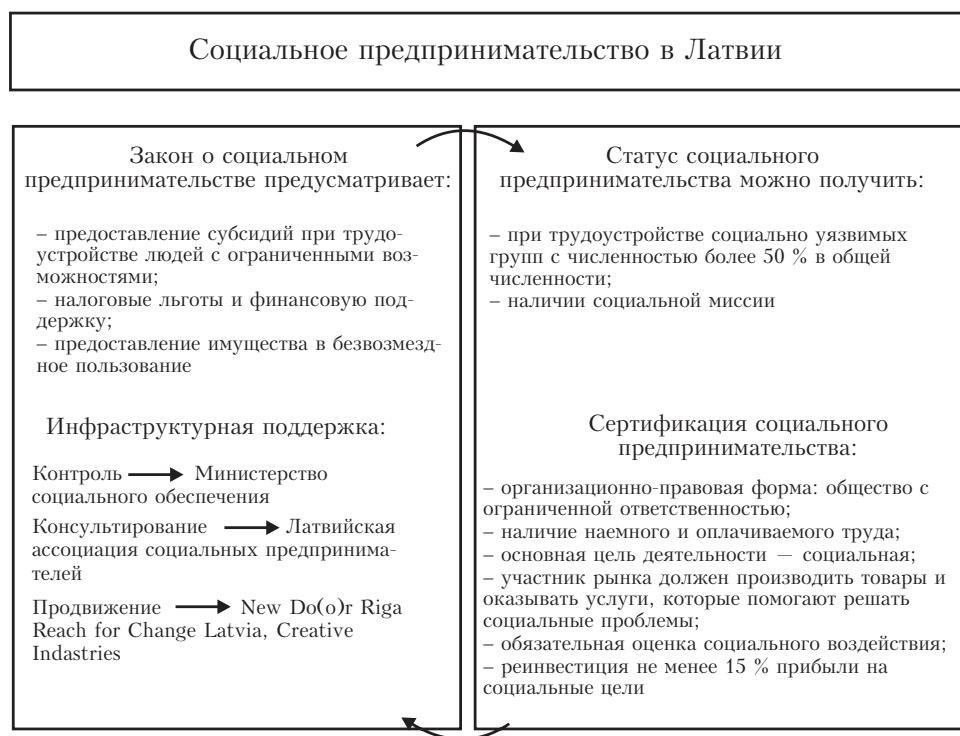 Социальное предпринимательство в Латвии
Закон о социальном
предпринимательстве предусматривает:
– предоставление субсидий при трудо-
устройстве людей с ограниченными воз-
можностями;
– налоговые льготы и финансовую под-
держку;
– предоставление имущества в безвозмезд-
ное пользование
Инфраструктурная поддержка:
Контроль → Министерство
социального обеспечения
Консультирование → Латвийская
ассоциация социальных предпринима-
телей
Продвижение → New Do(o)r Riga
Reach for Change Latvia, Creative
Indastries
Статус социального
предпринимательства можно получить:
– при трудоустройстве социально уязвимых
групп с численностью более 50 % в общей
численности;
– наличии социальной миссии
Сертификация социального
предпринимательства:
– организационно-правовая форма: общество с
ограниченной ответственностью;
– наличие наемного и оплачиваемого труда;
– основная цель деятельности — социальная;
– участник рынка должен производить товары и
оказывать услуги, которые помогают решать
социальные проблемы;
– обязательная оценка социального воздействия;
– реинвестиция не менее 15 % прибыли на
социальные цели